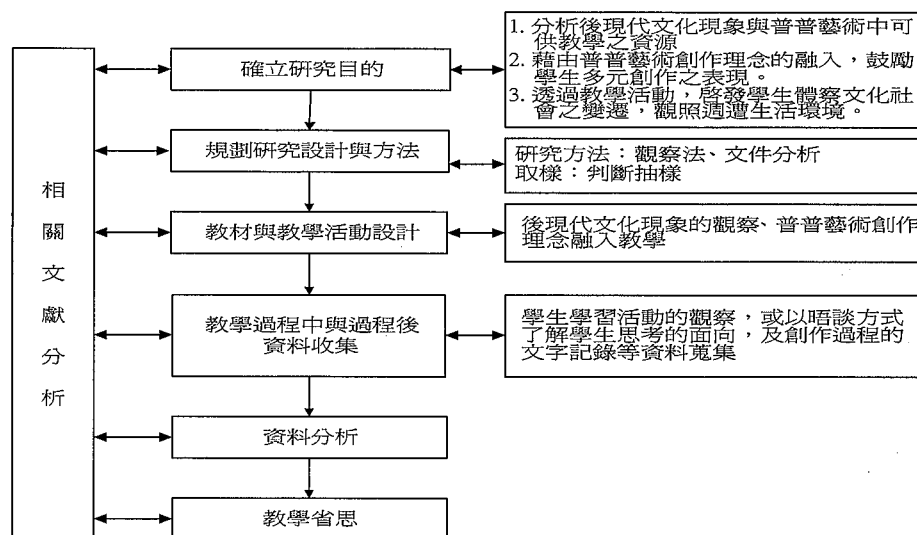 相
關
文
獻
分
析
確立研究目的
1. 分析後現代文化現象與普普藝術中可
供教學之資源
2. 藉由普普藝術創作理念的融入，鼓勵
學生多元創作之表現。
3. 透過教學活動，啓發學生體察文化社
會之變遷，觀照週遭生活環境。
規劃研究設計與方法
研究方法：觀察法、文件分析
取樣：判斷抽樣
教材與教學活動設計
後現代文化現象的觀察、普普藝術創作
理念融入教學
教學過程中與過程後
資料收集
學生學習活動的觀察，或以晤談方式
了解學生思考的面向，及創作過程的
文字記錄等資料蒐集
資料分析
教學省思